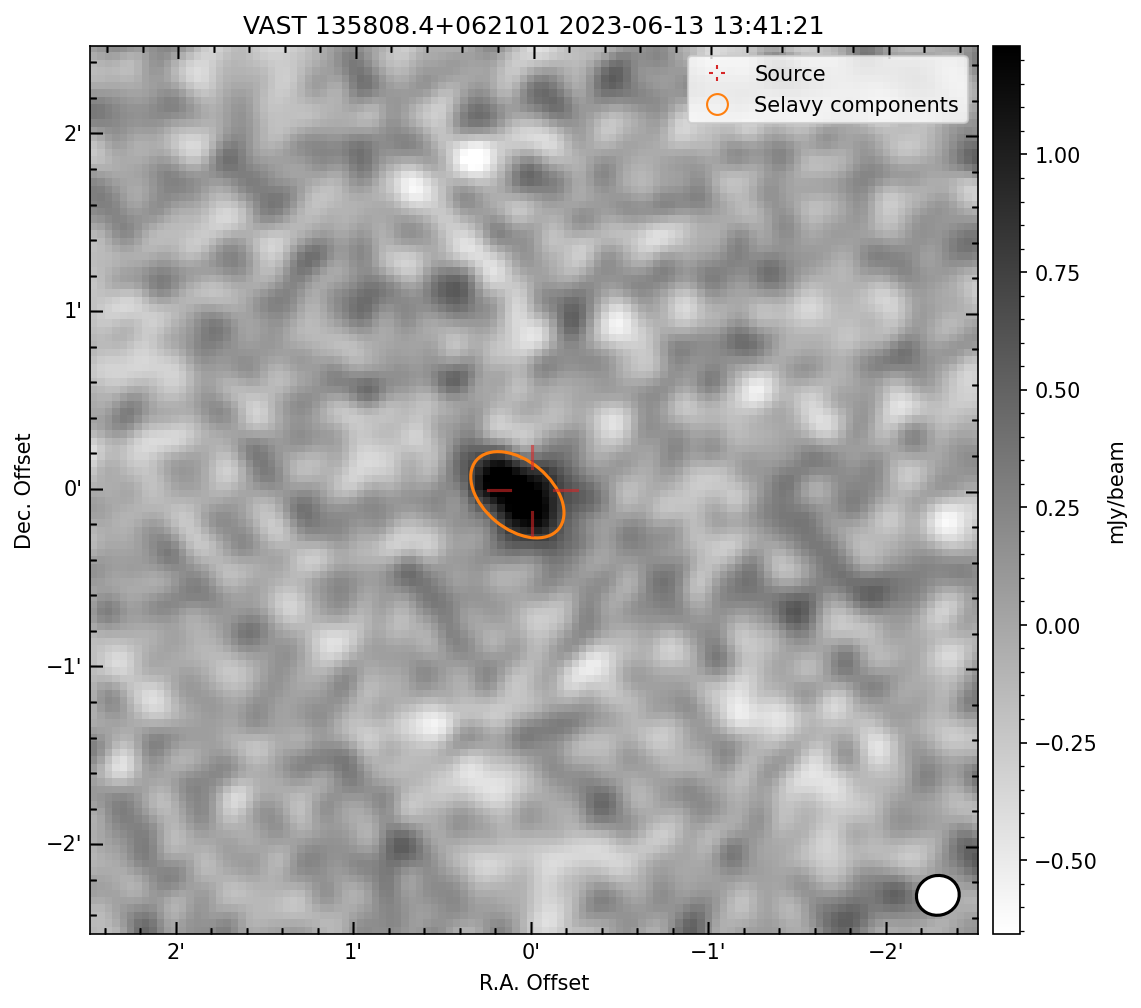 VAST 135808.4+062101 2023-06-13 13:41:21
Source
Selavy components
2'
1'
0'
−1'
−2'
Dec. Offset
2'
1'
0'
−1'
−2'
R.A. Offset
1.00
0.75
0.50
0.25
0.00
−0.25
−0.50
mJy/beam